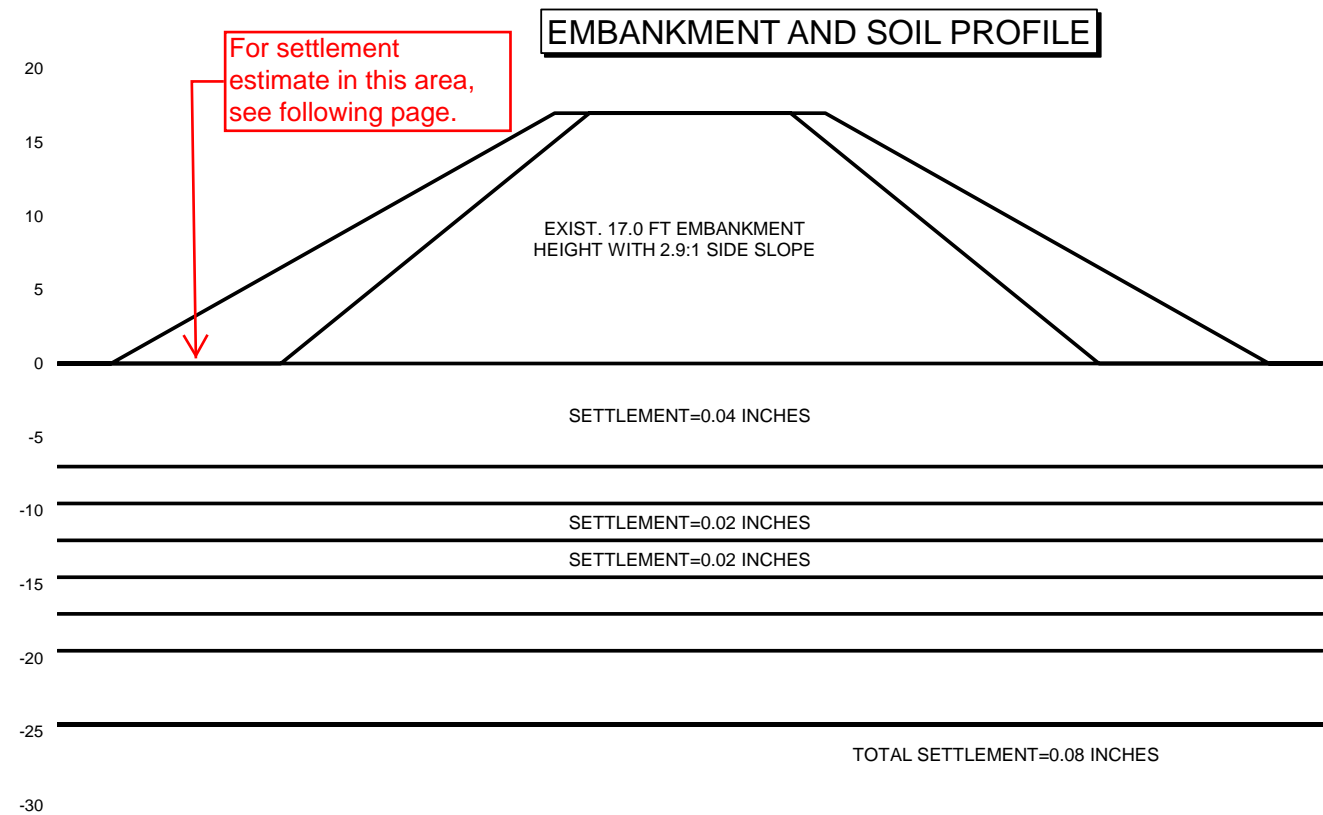 EMBANKMENT AND SOIL PROFILE
For settlement
estimate in this area,
see following page.
20
15
10
5
0
-5
-10
-15
-20
-25
-30
EXIST. 17.0 FT EMBANKMENT
HEIGHT WITH 2.9:1 SIDE SLOPE
SETTLEMENT=0.04 INCHES
SETTLEMENT=0.02 INCHES
SETTLEMENT=0.02 INCHES
TOTAL SETTLEMENT=0.08 INCHES